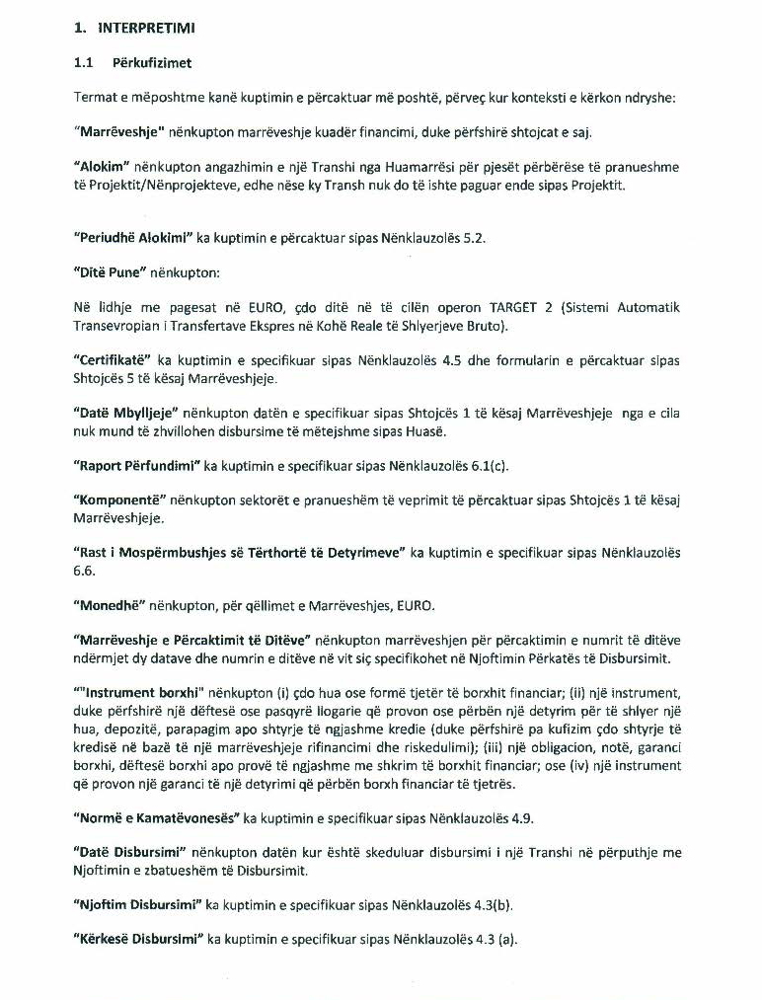 1. INTERPRETIMI
1.1 Përkufizimet
Termat e mëposhtme kanë kuptimin e përcaktuar më poshtë, përveç kur konteksti e kërkon ndryshe:
"Marrëveshje" nënkupton marrëveshje kuadër financimi, duke përfshirë shtojcat e saj.
"Alokim" nënkupton angazhimin e një Transhi nga Huamarrësi për pjesët përbërëse të pranueshme
të Projektit/Nënprojekteve, edhe nëse ky Transh nuk do të ishte paguar ende sipas Projektit.
"Periudhë Alokimi" ka kuptimin e përcaktuar sipas Nënklauzolës 5.2.
"Ditë Pune" nënkupton:
Në lidhje me pagesat në EURO, çdo ditë në të cilën operon TARGET 2 (Sistemi Automatik
Transevropian i Transfertave Ekspres në Kohë Reale të Shlyerjeve Bruto).
"Certifikatë" ka kuptimin e specifikuar sipas Nënklauzolës 4.5 dhe formularin e përcaktuar sipas
Shtojcës 5 të kësaj Marrëveshjeje.
"Datë Mbylljeje" nënkupton datën e specifikuar sipas Shtojcës 1 të kësaj Marrëveshjeje nga e cila
nuk mund të zhvillohen disbursime të mëtejshme sipas Huasë.
"Raport Përfundimi" ka kuptimin e specifikuar sipas Nënklauzolës 6.1(c).
"Komponentë" nënkupton sektorët e pranueshëm të veprimit të përcaktuar sipas Shtojcës 1 të kësaj
Marrëveshjeje.
"Rast i Mospërmbushjes së Tërthortë të Detyrimeve" ka kuptimin e specifikuar sipas Nënklauzolës
6.6.
"Monedhë" nënkupton, për qëllimet e Marrëveshjes, EURO.
"Marrëveshje e Përcaktimit të Ditëve" nënkupton marrëveshjen për përcaktimin e numrit të ditëve
ndërmjet dy datave dhe numrin e ditëve në vit siç specifikohet në Njoftimin Përkatës të Disbursimit.
""Instrument borxhi" nënkupton (i) çdo hua ose formë tjetër të borxhit financiar; (ii) një instrument,
duke përfshirë një dëftesë ose pasqyrë llogarie që provon ose përbën një detyrim për të shlyer një
hua, depozitë, parapagim apo shtyrje të ngjashme kredie (duke përfshirë pa kufizim çdo shtyrje të
kredisë në bazë të një marrëveshjeje rifinancimi dhe riskedulimi); (iii) një obligacion, notë, garanci
borxhi, dëftesë borxhi apo provë të ngjashme me shkrim të borxhit financiar; ose (iv) një instrument
që provon një garanci të një detyrimi që përbën borxh financiar të tjetrës.
"Normë e Kamatëvonesës" ka kuptimin e specifikuar sipas Nënklauzolës 4.9.
"Datë Disbursimi" nënkupton datën kur është skeduluar disbursimi i një Transhi në përputhje me
Njoftimin e zbatueshëm të Disbursimit.
"Njoftim Disbursimi" ka kuptimin e specifikuar sipas Nënklauzolës 4.3(b).
"Kërkesë Disbursimi" ka kuptimin e specifikuar sipas Nënklauzolës 4.3 (a).